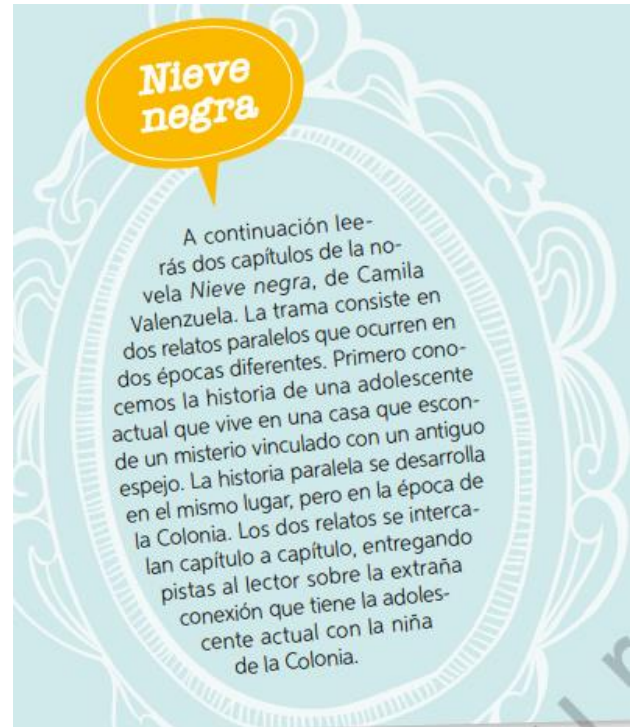 Nieve
negra
A continuación lee-
rás dos capítulos de la no-
vela Nieve negra, de Camila
Valenzuela. La trama consiste en
dos relatos paralelos que ocurren en
dos épocas diferentes. Primero cono-
cemos la historia de una adolescente
actual que vive en una casa que escon-
de un misterio vinculado con un antiguo
espejo. La historia paralela se desarrolla
en el mismo lugar, pero en la época de
la Colonia. Los dos relatos se interca-
lan capítulo a capítulo, entregando
pistas al lector sobre la extraña
conexión que tiene la adoles-
cente actual con la niña
de la Colonia.